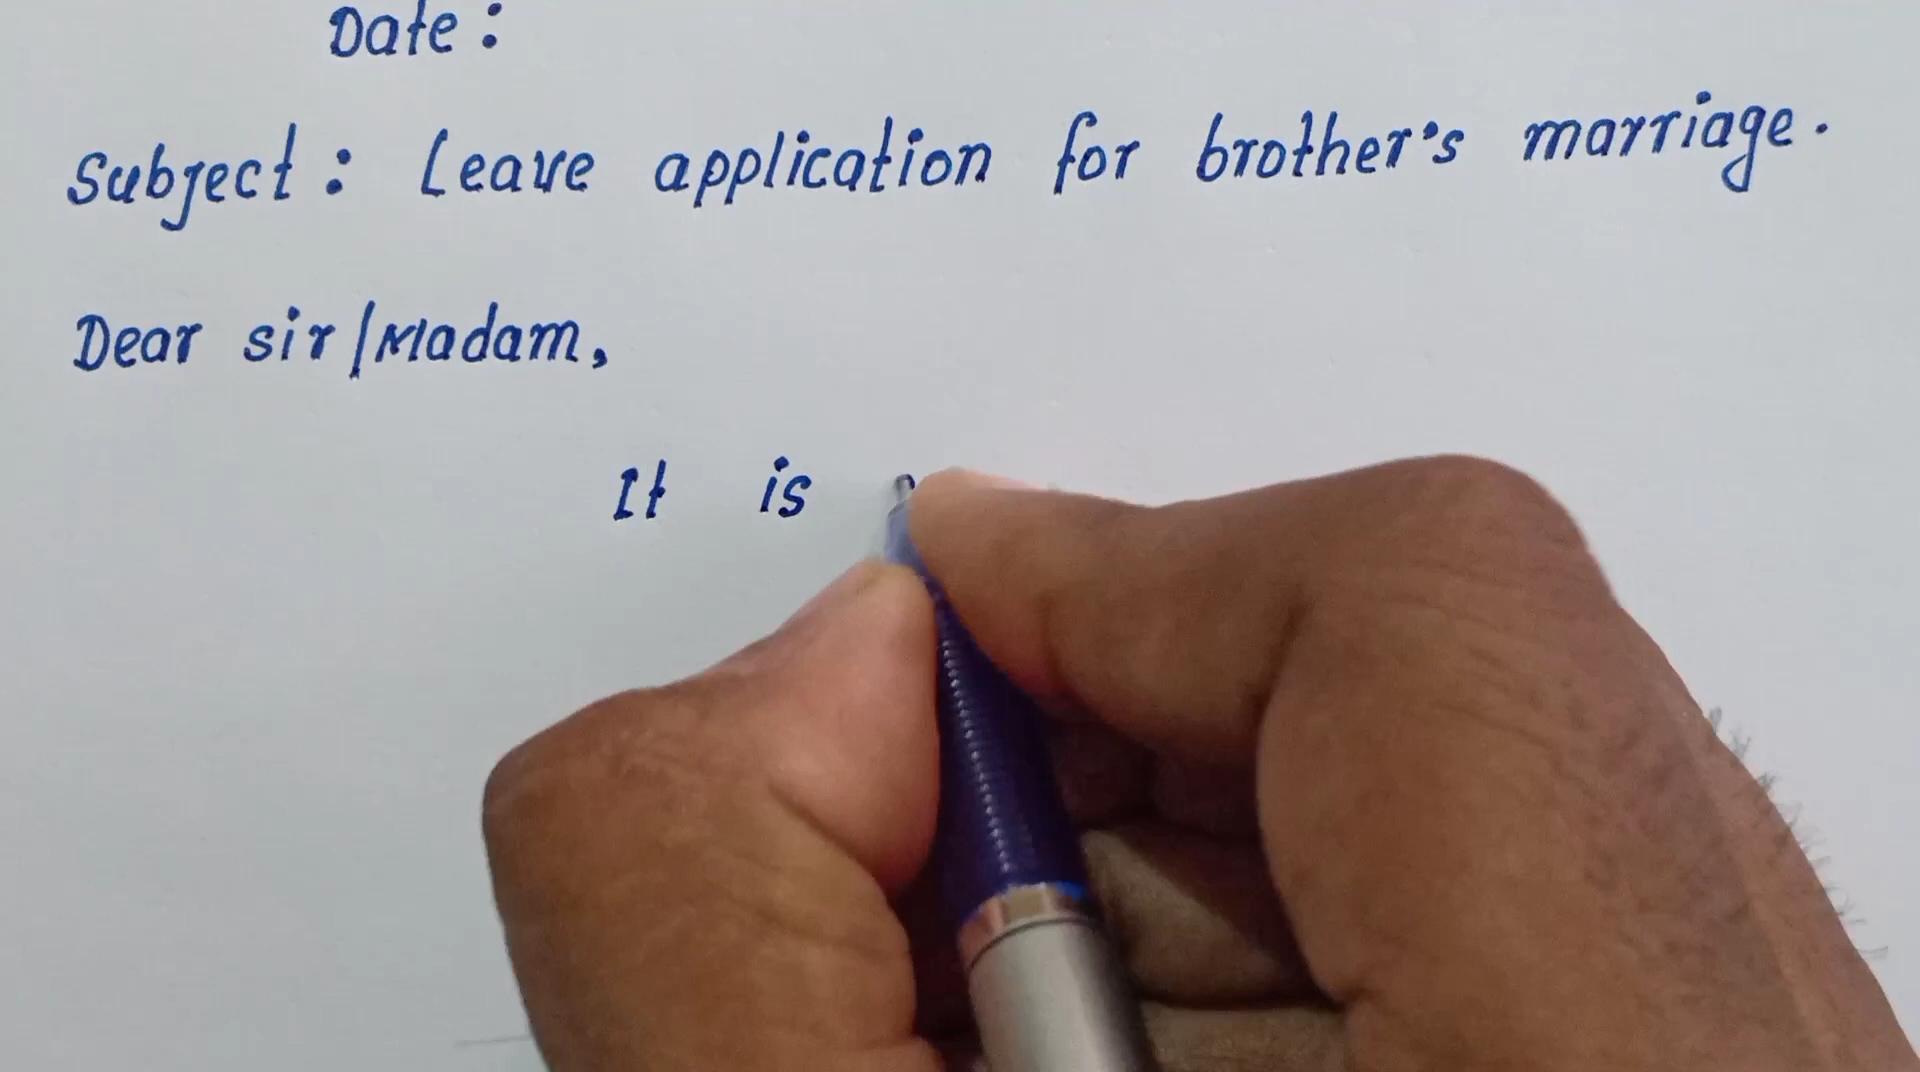 Date :
Subject : Leave application for brother's marriage.
Dear sir/Madam,
It is